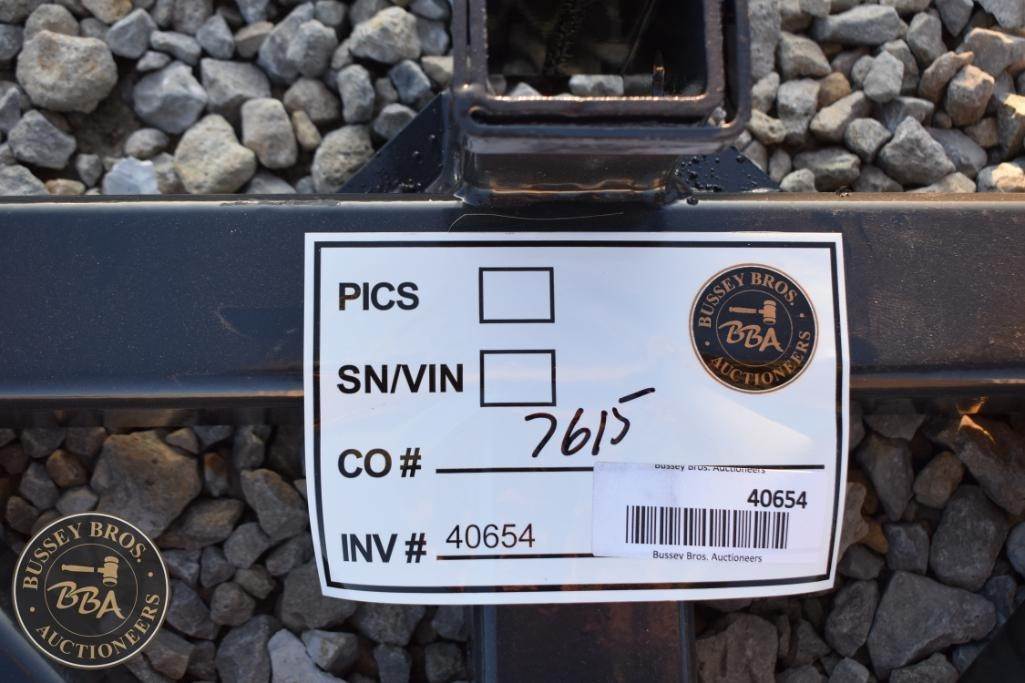 PICS
SN/VIN
CO # 7615
INV # 40654
BUSSEY BROS.
BBA
AUCTIONEERS
Bussey Bros. Auctioneers
40654
Bussey Bros. Auctioneers
BUSSEY BROS.
BBA
AUCTIONEERS